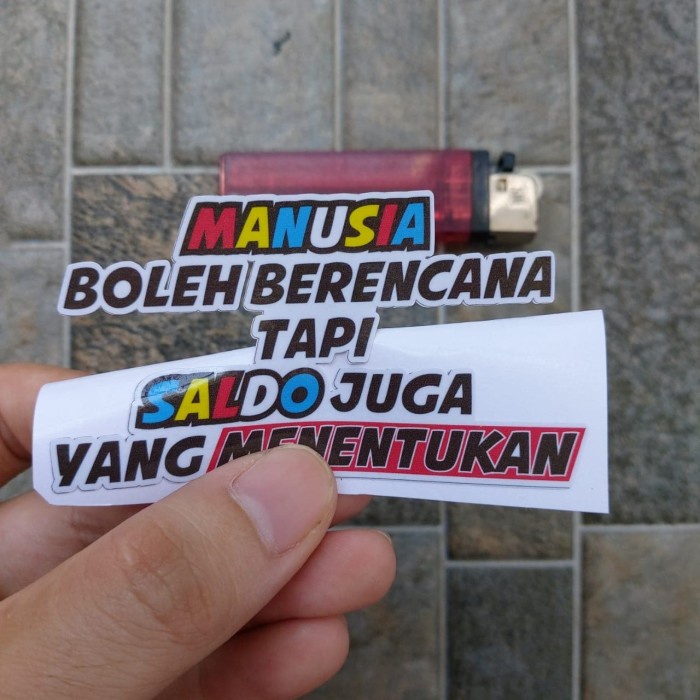 MANUSIA
BOLEH BERENCANA
TAPI
SALDO JUGA
YANG MENENTUKAN